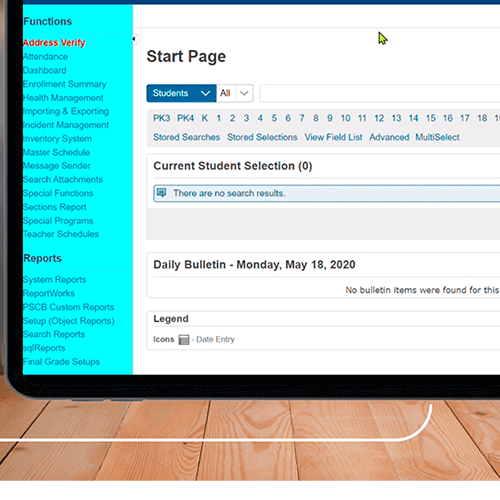 Functions
Address Verify
Attendance
Dashboard
Enrollment Summary
Health Management
Importing & Exporting
Incident Management
Inventory System
Master Schedule
Message Sender
Search Attachments
Special Functions
Sections Report
Special Programs
Teacher Schedules
Reports
System Reports
ReportWorks
PSCB Custom Reports
Setup (Object Reports)
Search Reports
sqlReports
Final Grade Setups
Start Page
Students All
PK3 PK4 K 1 2 3 4 5 6 7 8 9 10 11 12 13 14 15 16 17 18
Stored Searches Stored Selections View Field List Advanced MultiSelect
Current Student Selection (0)
There are no search results.
Daily Bulletin - Monday, May 18, 2020
No bulletin items were found for this
Legend
Icons - Date Entry